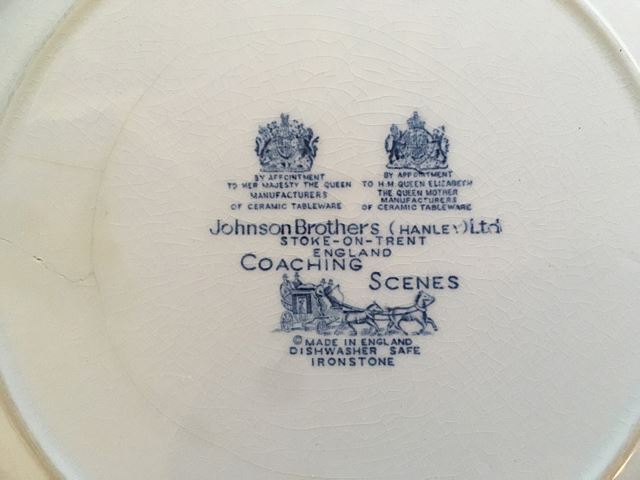 BY APPOINTMENT
TO HER MAJESTY THE QUEEN
MANUFACTURERS
OF CERAMIC TABLEWARE
BY APPOINTMENT
TO H.M. QUEEN ELIZABETH
THE QUEEN MOTHER
MANUFACTURERS
OF CERAMIC TABLEWARE
Johnson Brothers (HANLEY) Ltd
STOKE-ON-TRENT
ENGLAND
COACHING
SCENES
© MADE IN ENGLAND
DISHWASHER SAFE
IRONSTONE